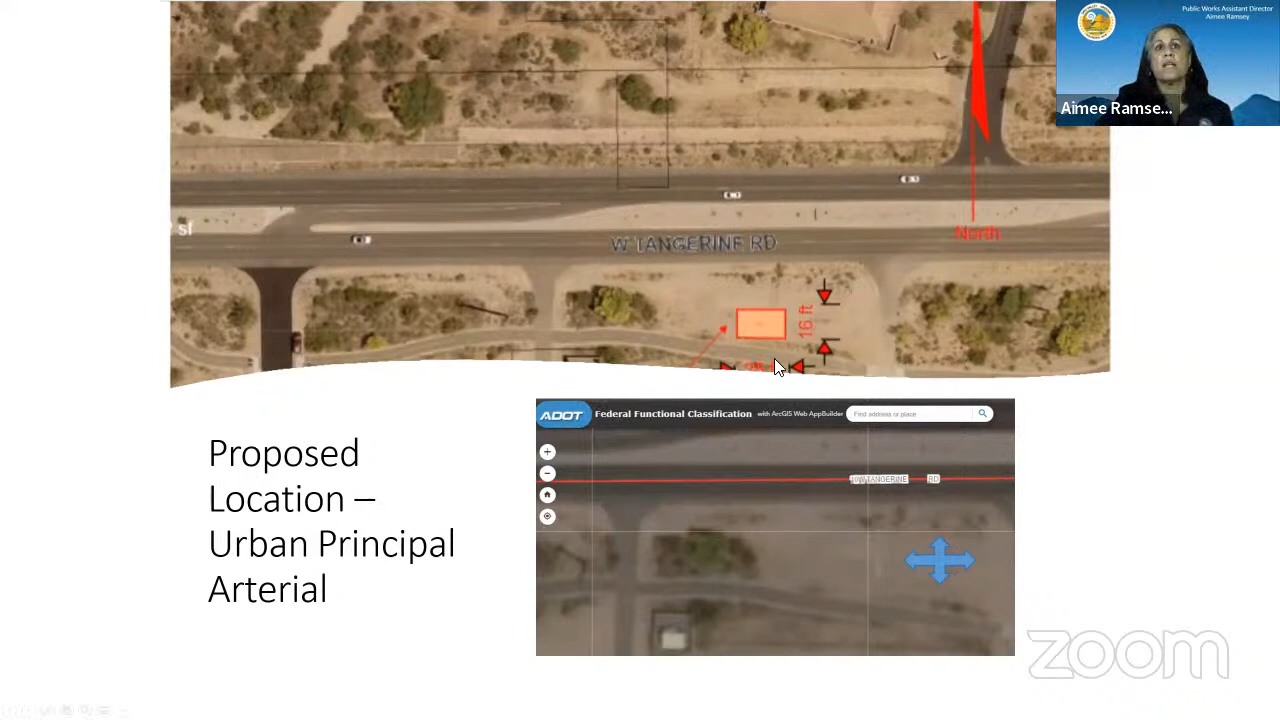 Public Works Assistant Director
Aimee Ramsey
Aimee Ramse...
sf
W TANGERINE RD
North
16 ft
Proposed
Location –
Urban Principal
Arterial
ADOT Federal Functional Classification with ArcGIS Web AppBuilder Find address or place
W TANGERINE RD
zoom